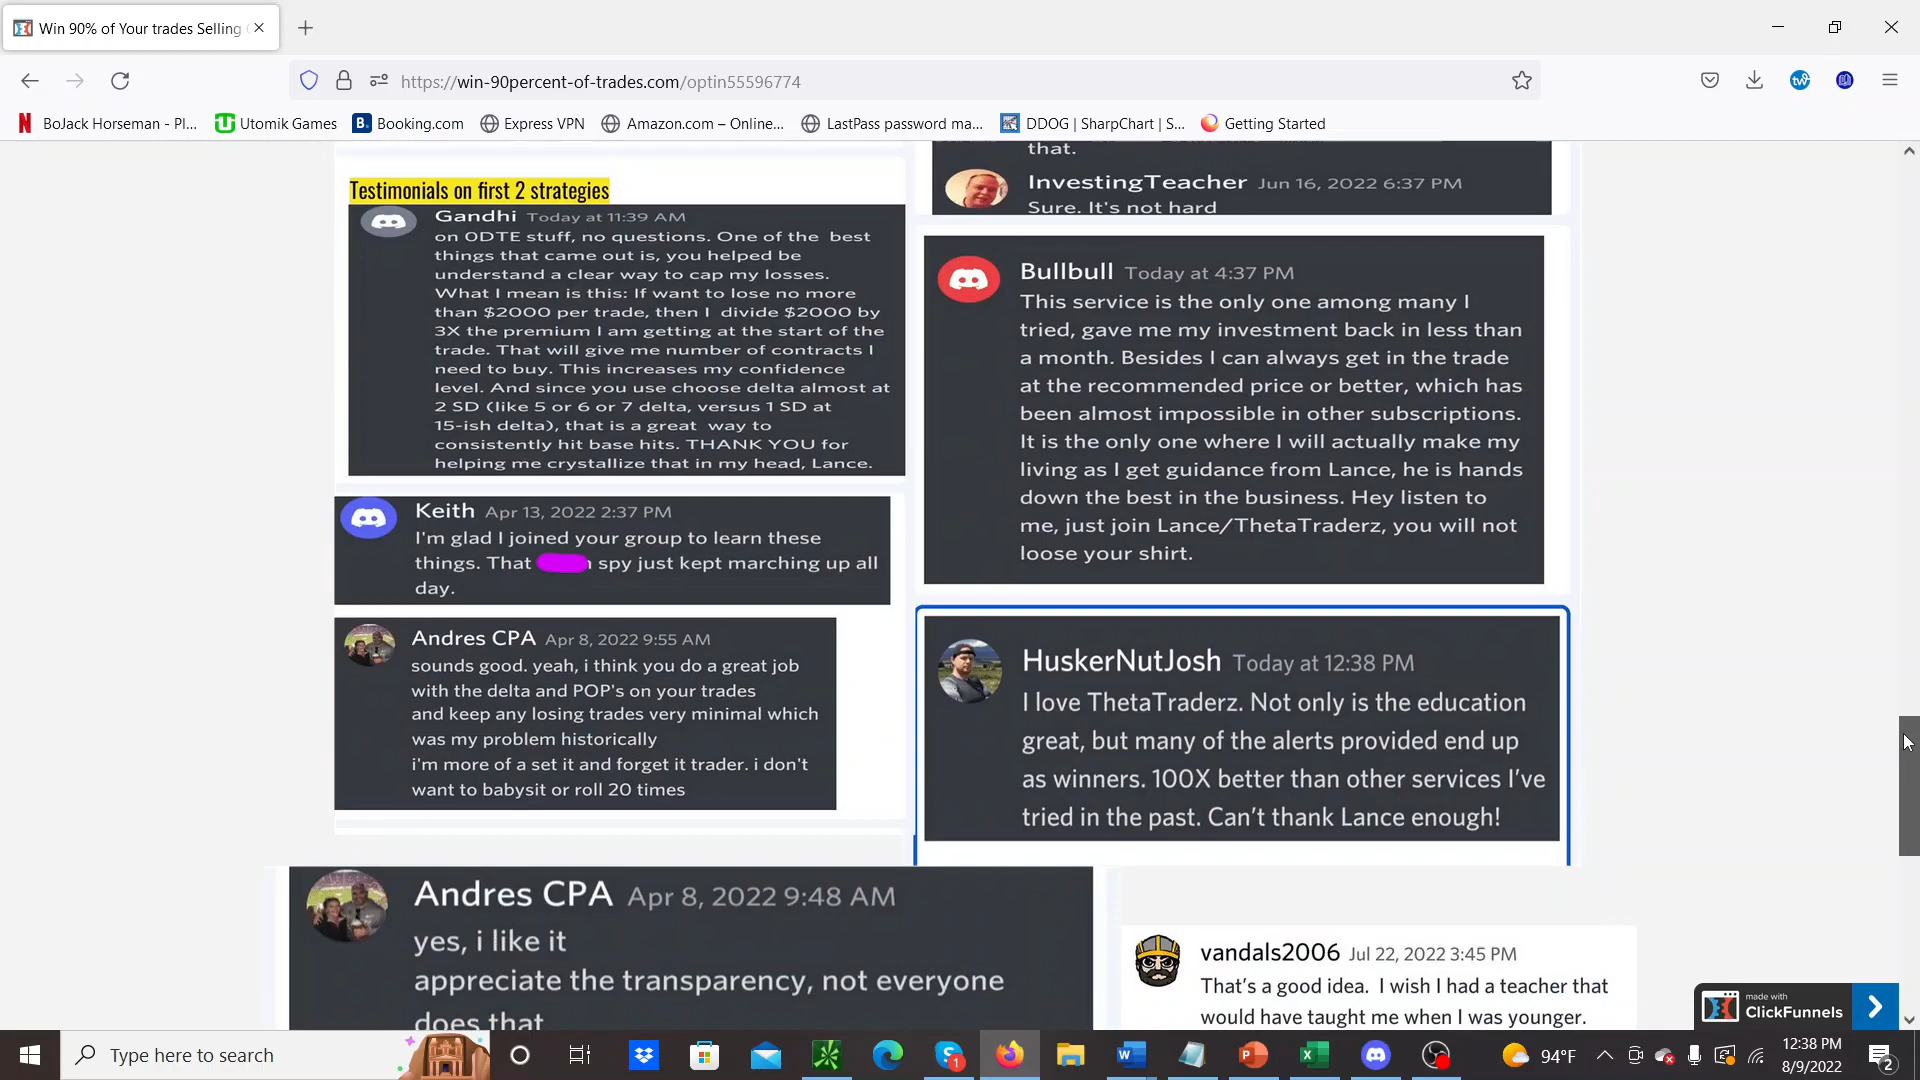 Win 90% of Your trades Selling
https://win-90percent-of-trades.com/optin55596774
BoJack Horseman - Pl...
Utomik Games
Booking.com
Express VPN
Amazon.com – Online...
LastPass password ma...
DDOG | SharpChart | S...
Getting Started
Testimonials on first 2 strategies
Gandhi Today at 11:39 AM
on 0DTE stuff, no questions. One of the best
things that came out is, you helped be
understand a clear way to cap my losses.
What I mean is this: If want to lose no more
than $2000 per trade, then I divide $2000 by
3X the premium I am getting at the start of the
trade. That will give me number of contracts I
need to buy. This increases my confidence
level. And since you use choose delta almost at
2 SD (like 5 or 6 or 7 delta, versus 1 SD at
15-ish delta), that is a great way to
consistently hit base hits. THANK YOU for
helping me crystallize that in my head, Lance.
Keith Apr 13, 2022 2:37 PM
I'm glad I joined your group to learn these
things. That spy just kept marching up all
day.
Andres CPA Apr 8, 2022 9:55 AM
sounds good. yeah, i think you do a great job
with the delta and POP's on your trades
and keep any losing trades very minimal which
was my problem historically
i'm more of a set it and forget it trader. i don't
want to babysit or roll 20 times
that.
InvestingTeacher Jun 16, 2022 6:37 PM
Sure. It's not hard
Bullbull Today at 4:37 PM
This service is the only one among many I
tried, gave me my investment back in less than
a month. Besides I can always get in the trade
at the recommended price or better, which has
been almost impossible in other subscriptions.
It is the only one where I will actually make my
living as I get guidance from Lance, he is hands
down the best in the business. Hey listen to
me, just join Lance/ThetaTraderz, you will not
loose your shirt.
HuskerNutJosh Today at 12:38 PM
I love ThetaTraderz. Not only is the education
great, but many of the alerts provided end up
as winners. 100X better than other services I've
tried in the past. Can't thank Lance enough!
Andres CPA Apr 8, 2022 9:48 AM
yes, i like it
appreciate the transparency, not everyone
does that
vandals2006 Jul 22, 2022 3:45 PM
That's a good idea. I wish I had a teacher that
would have taught me when I was younger.
made with
ClickFunnels
Type here to search
94°F
12:38 PM
8/9/2022